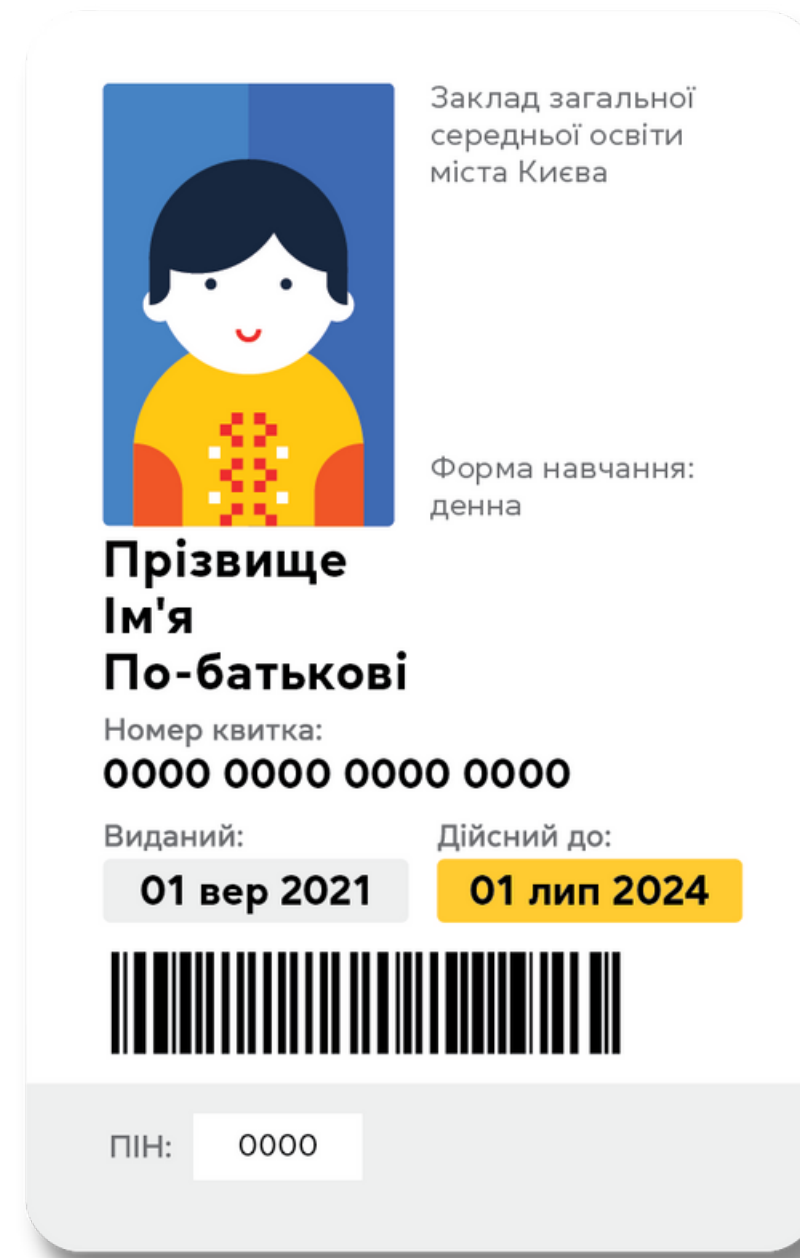 Заклад загальної
середньої освіти
міста Києва
Форма навчання:
денна
Прізвище
Ім'я
По-батькові
Номер квитка:
0000 0000 0000 0000
Виданий: Дійсний до:
01 вер 2021 01 лип 2024
ПІН: 0000